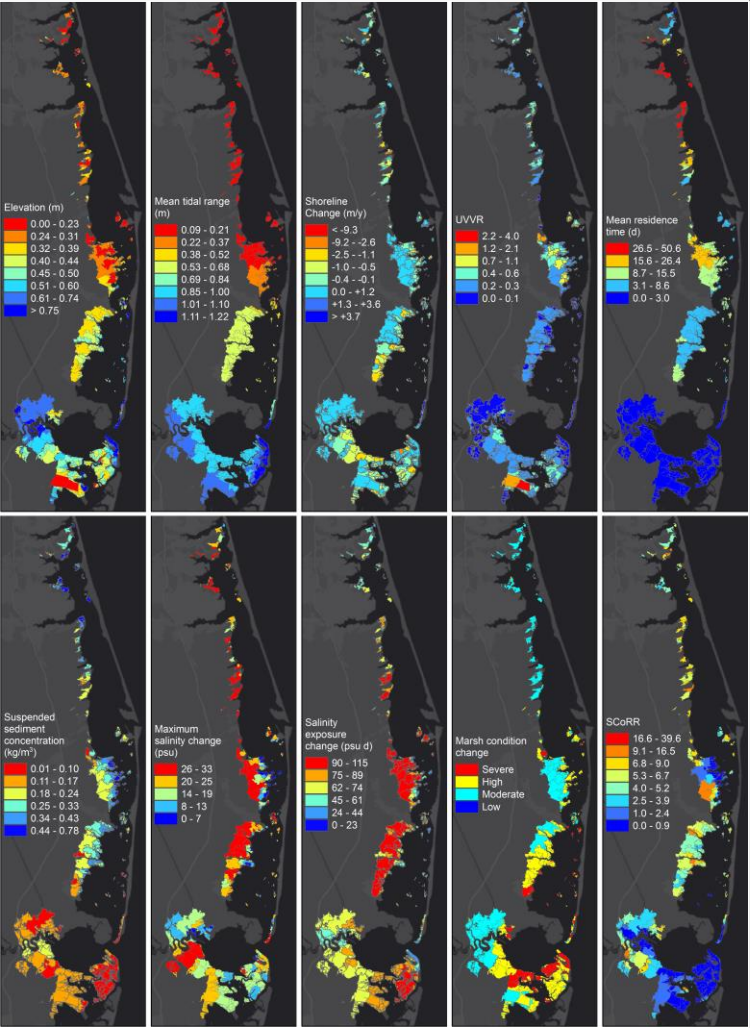 Elevation (m)
0.00 - 0.23
0.24 - 0.31
0.32 - 0.39
0.40 - 0.44
0.45 - 0.50
0.51 - 0.60
0.61 - 0.74
> 0.75
Mean tidal range
(m)
0.09 - 0.21
0.22 - 0.37
0.38 - 0.52
0.53 - 0.68
0.69 - 0.84
0.85 - 1.00
1.01 - 1.10
1.11 - 1.22
Shoreline
Change (m/y)
< -9.3
-9.2 - -2.6
-2.5 - -1.1
-1.0 - -0.5
-0.4 - -0.1
0.0 - +1.2
+1.3 - +3.6
> +3.7
UVVR
2.2 - 4.0
1.2 - 2.1
0.7 - 1.1
0.4 - 0.6
0.2 - 0.3
0.0 - 0.1
Mean residence
time (d)
26.5 - 50.6
15.6 - 26.4
8.7 - 15.5
3.1 - 8.6
0.0 - 3.0
Suspended
sediment
concentration
(kg/m³)
0.01 - 0.10
0.11 - 0.17
0.18 - 0.24
0.25 - 0.33
0.34 - 0.43
0.44 - 0.78
Maximum
salinity change
(psu)
26 - 33
20 - 25
14 - 19
8 - 13
0 - 7
Salinity
exposure
change (psu d)
90 - 115
75 - 89
62 - 74
45 - 61
24 - 44
0 - 23
Marsh condition
change
Severe
High
Moderate
Low
SCoRR
16.6 - 39.6
9.1 - 16.5
6.8 - 9.0
5.3 - 6.7
4.0 - 5.2
2.5 - 3.9
1.0 - 2.4
0.0 - 0.9